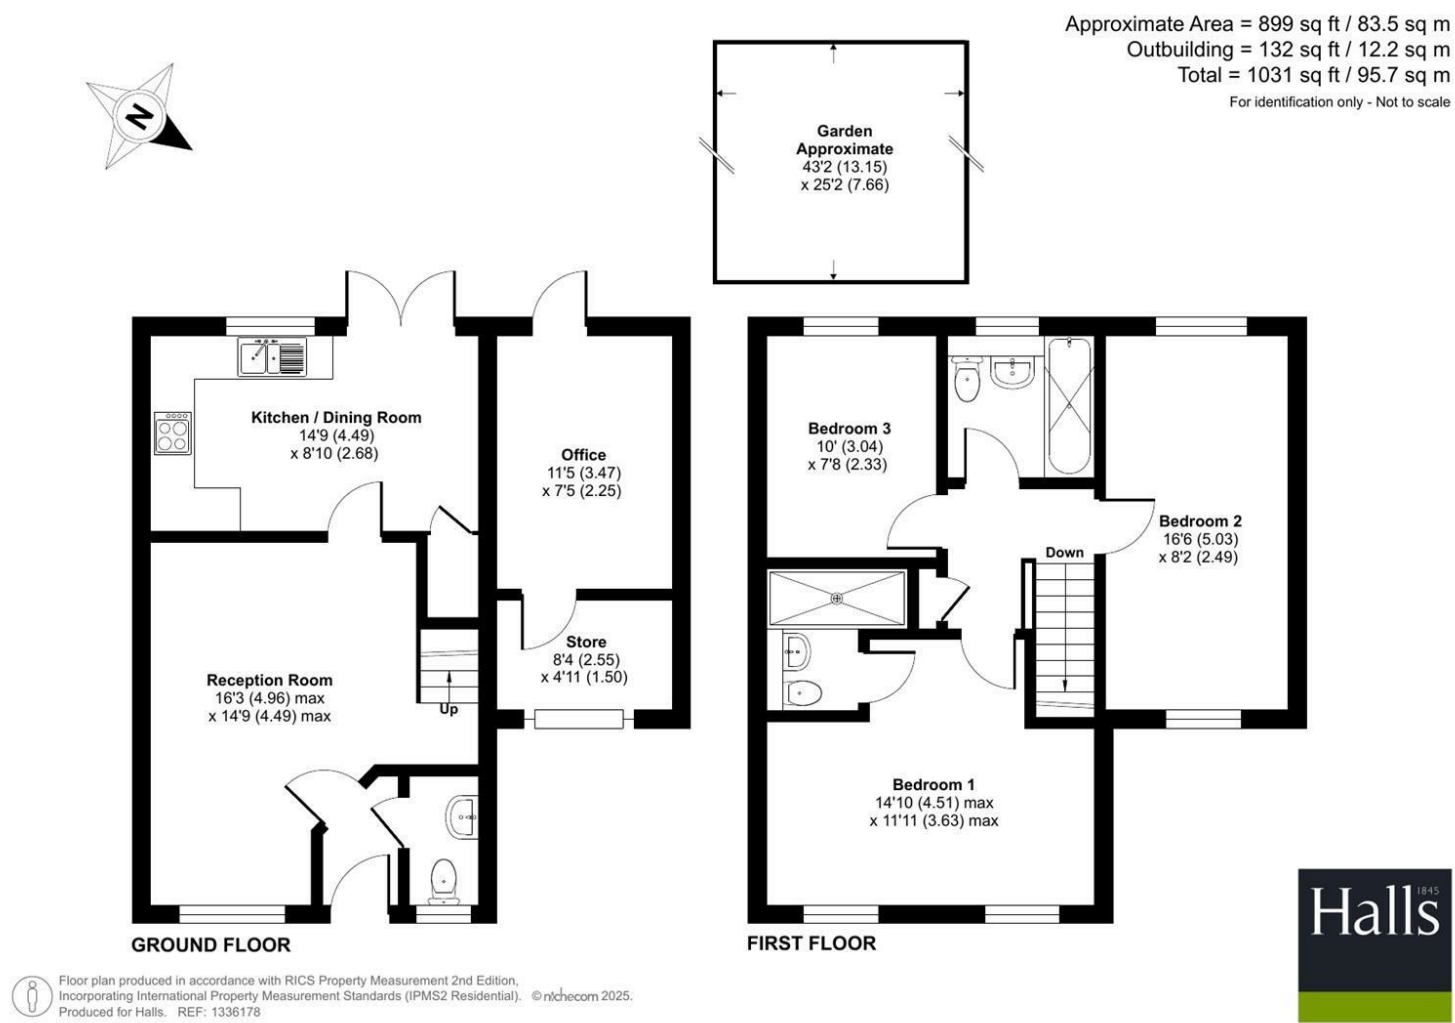 Approximate Area = 899 sq ft / 83.5 sq m
Outbuilding = 132 sq ft / 12.2 sq m
Total = 1031 sq ft / 95.7 sq m
For identification only - Not to scale
N
Garden
Approximate
43'2 (13.15)
x 25'2 (7.66)
Kitchen / Dining Room
14'9 (4.49)
x 8'10 (2.68)
Office
11'5 (3.47)
x 7'5 (2.25)
Store
8'4 (2.55)
x 4'11 (1.50)
Reception Room
16'3 (4.96) max
x 14'9 (4.49) max
Up
GROUND FLOOR
Bedroom 3
10' (3.04)
x 7'8 (2.33)
Bedroom 2
16'6 (5.03)
x 8'2 (2.49)
Down
Bedroom 1
14'10 (4.51) max
x 11'11 (3.63) max
FIRST FLOOR
1845
Halls
Floor plan produced in accordance with RICS Property Measurement 2nd Edition,
Incorporating International Property Measurement Standards (IPMS2 Residential). © nichecom 2025.
Produced for Halls. REF: 1336178